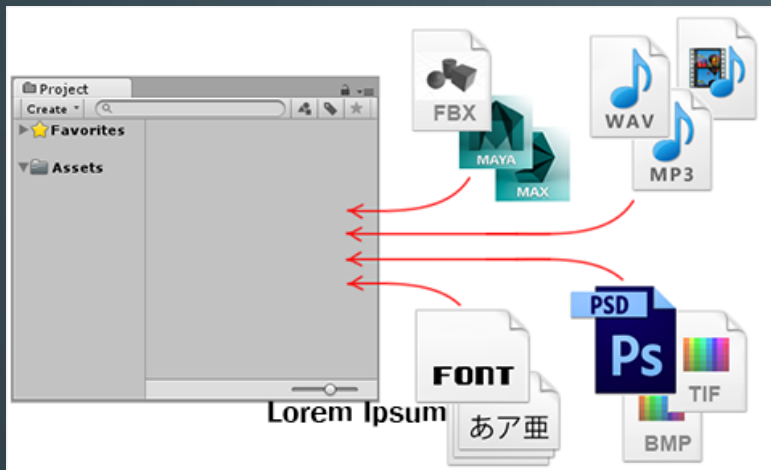 Project
Create
Favorites
Assets
FBX
MAYA
MAX
WAV
MP3
FONT
あア亜
Lorem Ipsum
PSD
Ps
TIF
BMP